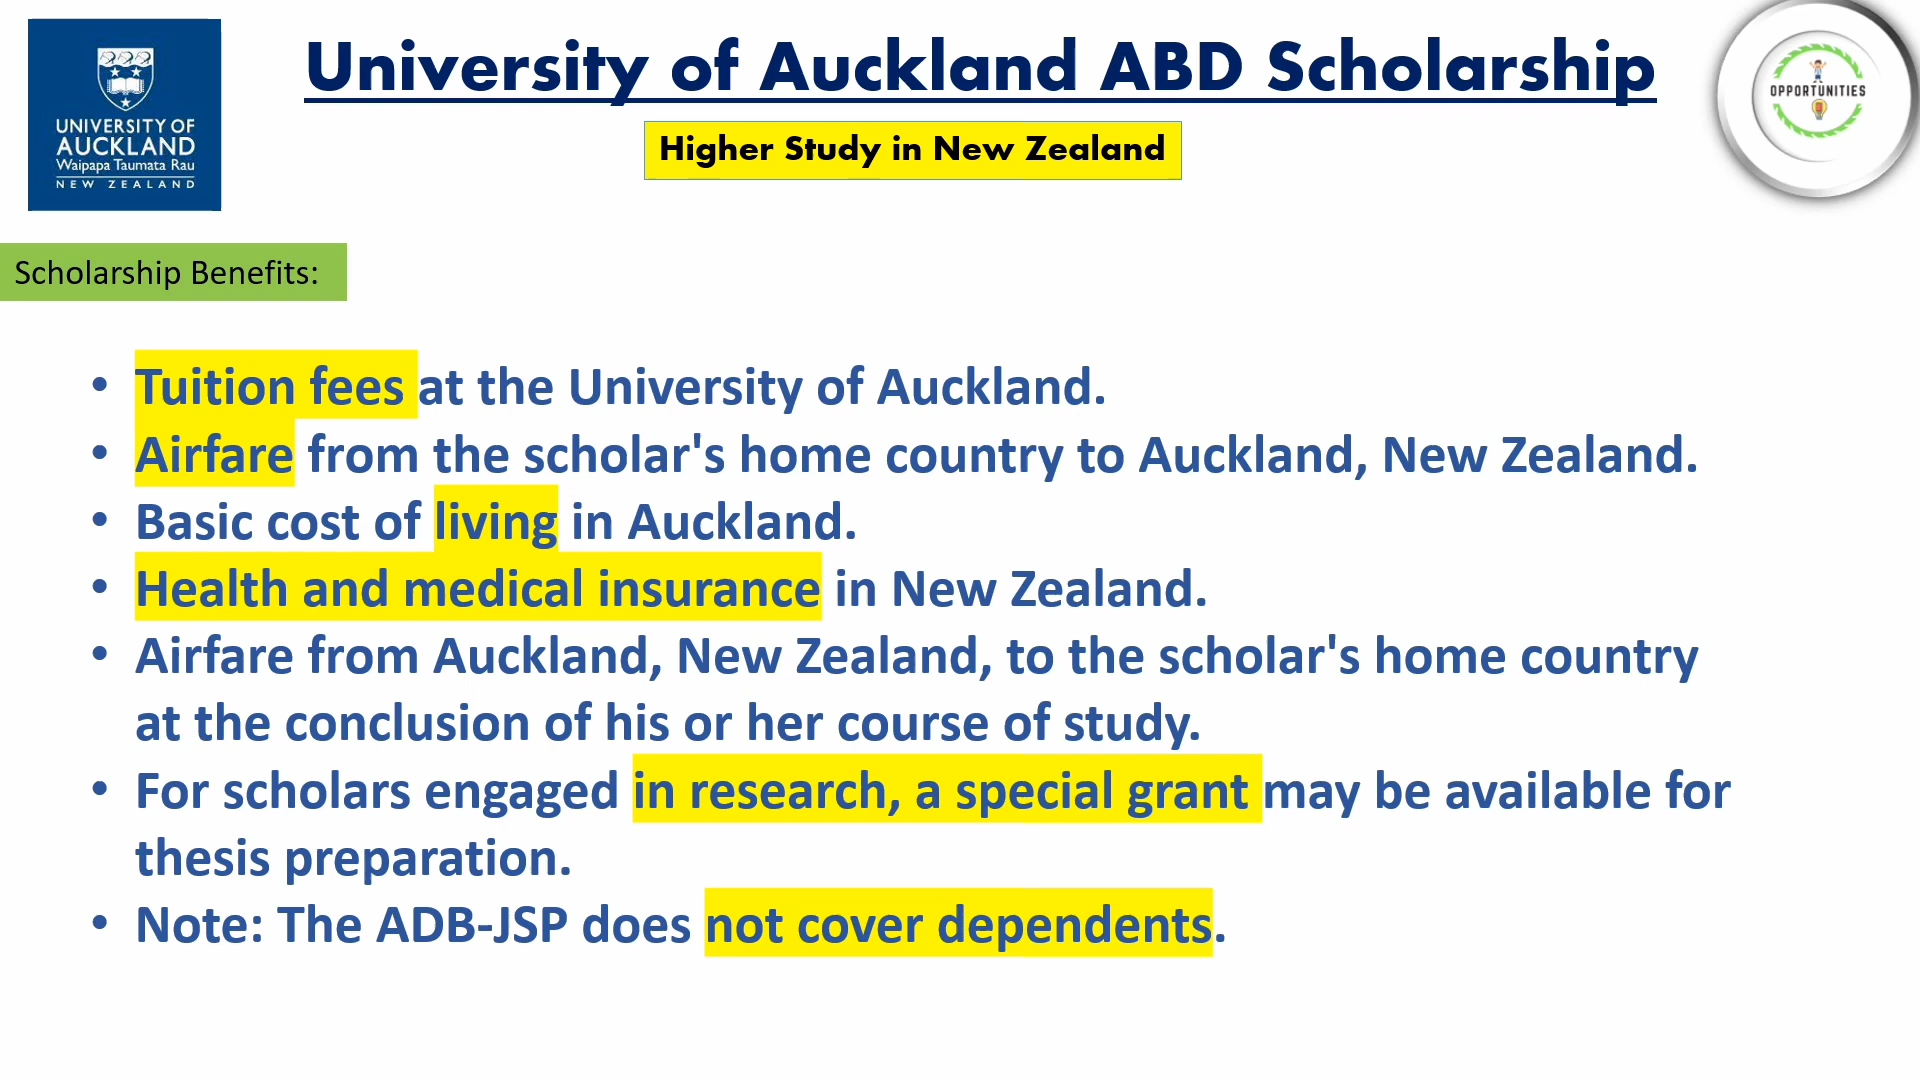 University of Auckland ABD Scholarship
Higher Study in New Zealand
UNIVERSITY OF
AUCKLAND
Waipapa Taumata Rau
NEW ZEALAND
OPPORTUNITIES
Scholarship Benefits:
• Tuition fees at the University of Auckland.
• Airfare from the scholar's home country to Auckland, New Zealand.
• Basic cost of living in Auckland.
• Health and medical insurance in New Zealand.
• Airfare from Auckland, New Zealand, to the scholar's home country
at the conclusion of his or her course of study.
• For scholars engaged in research, a special grant may be available for
thesis preparation.
• Note: The ADB-JSP does not cover dependents.